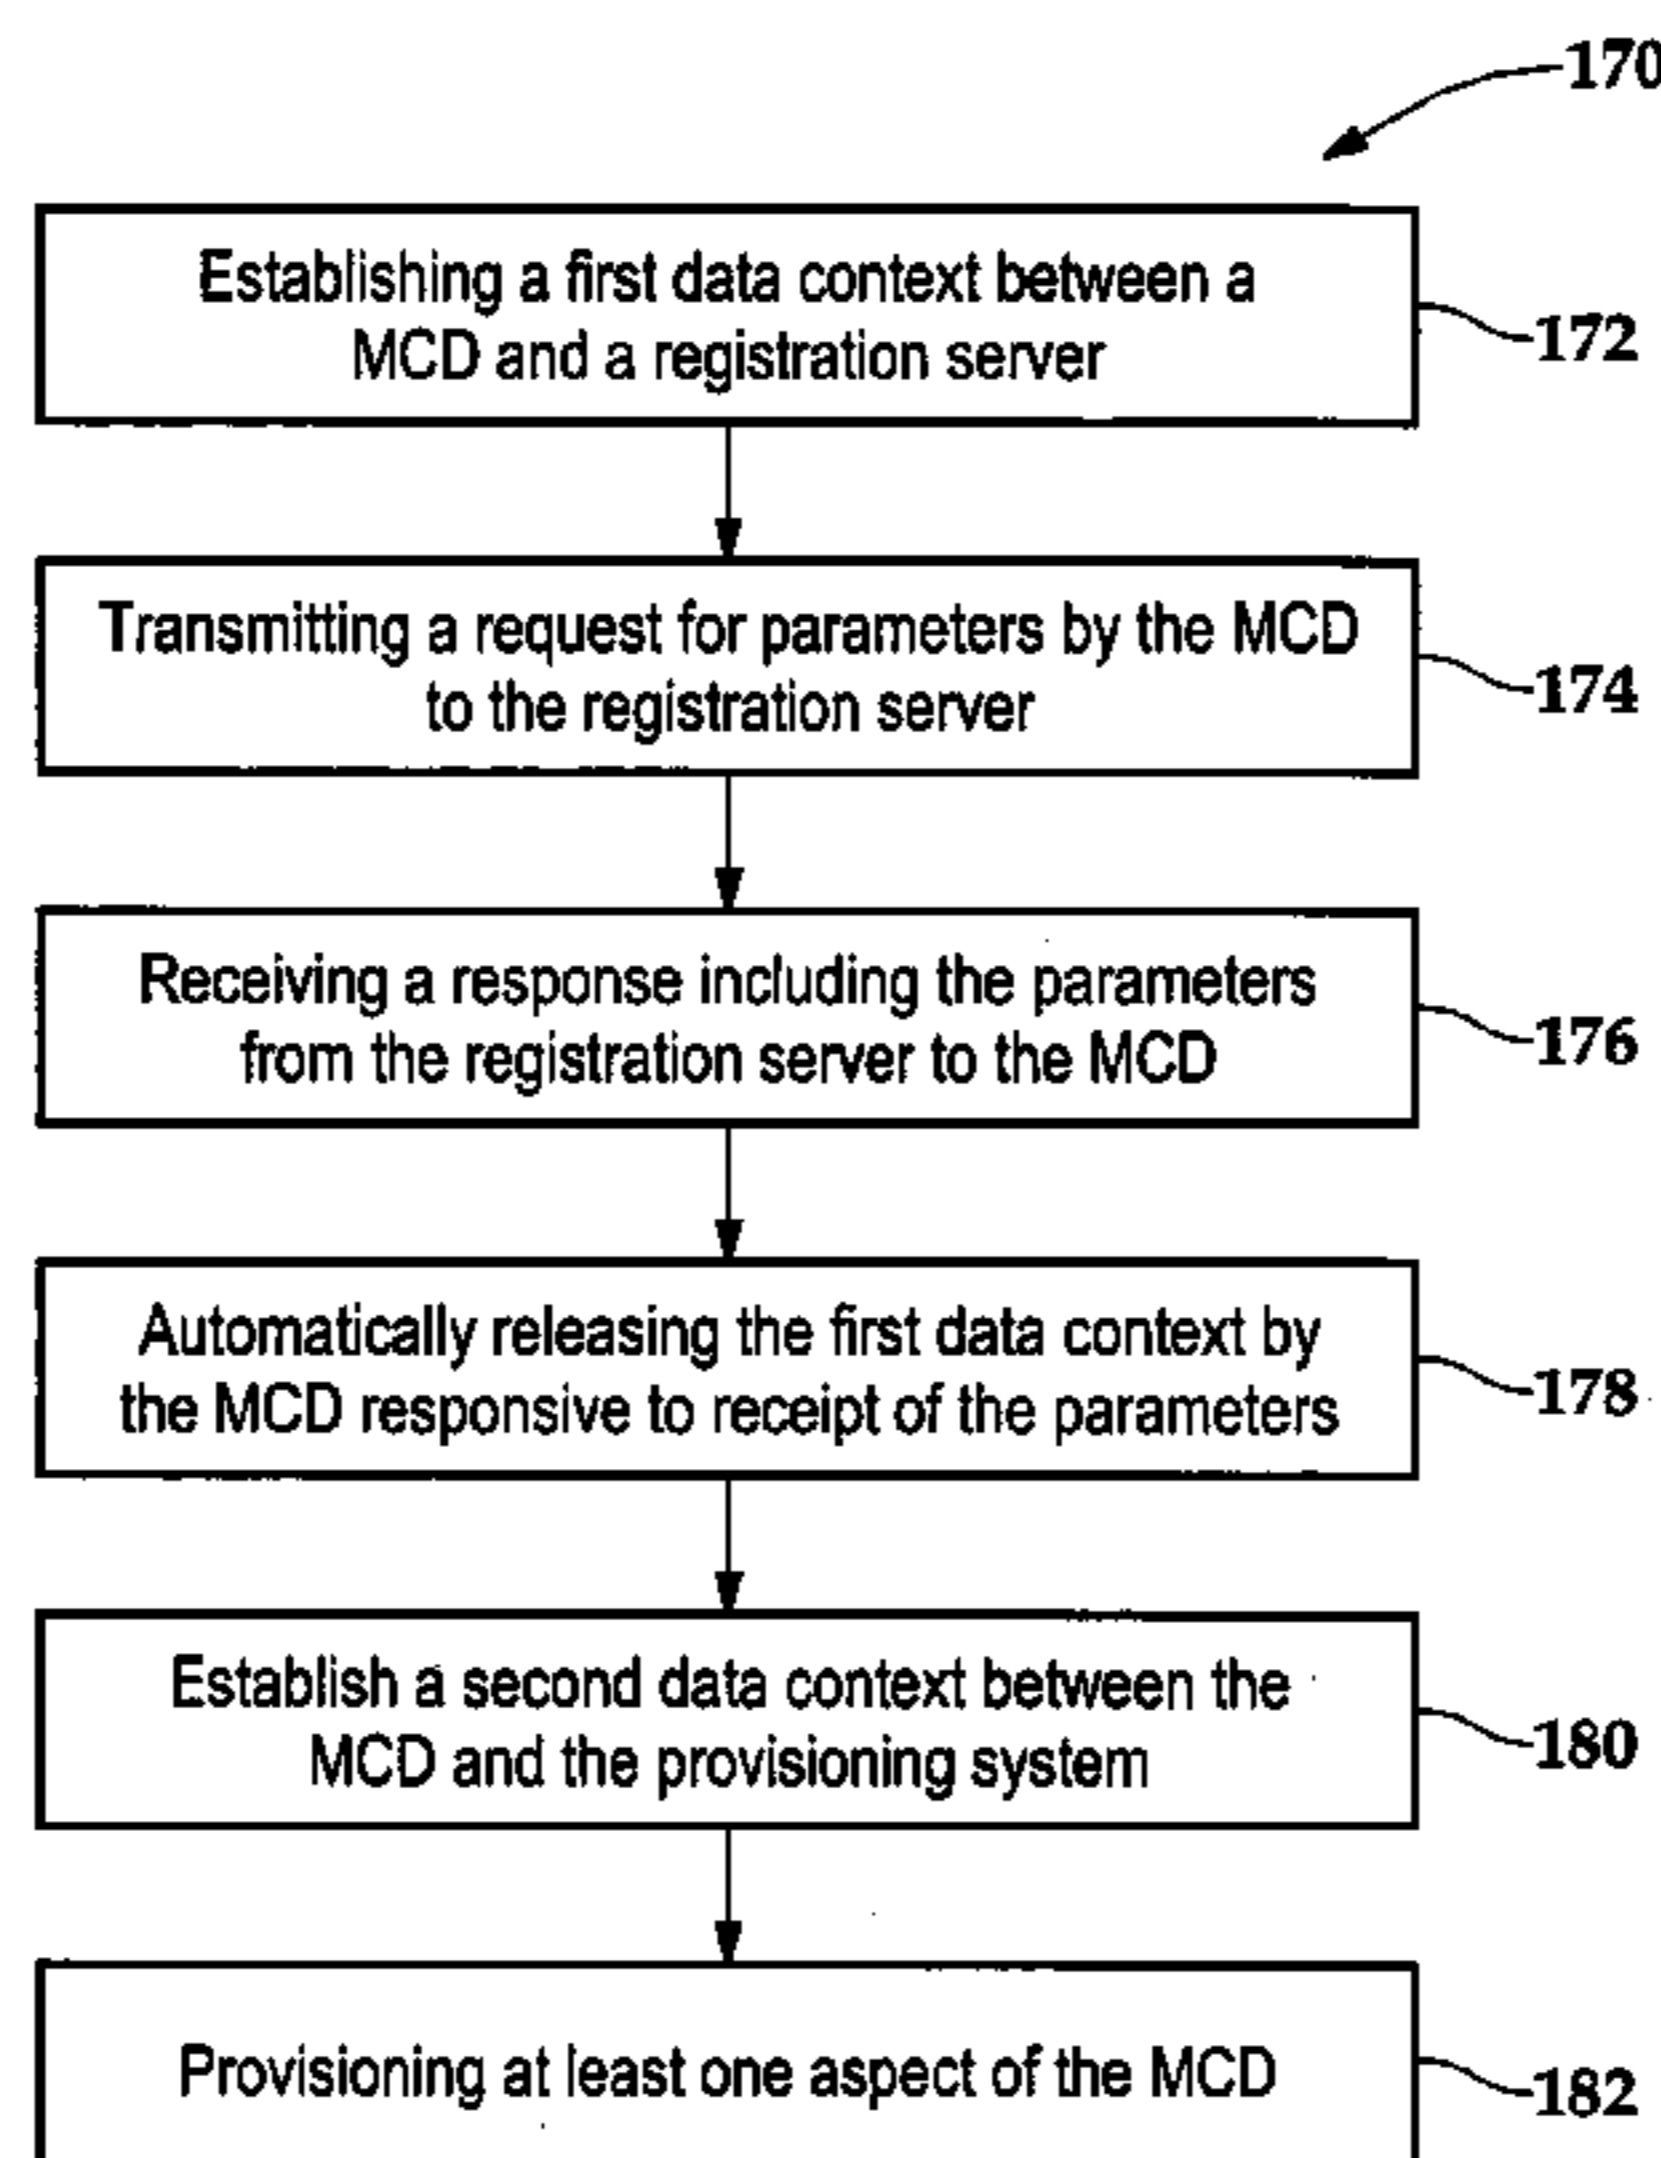 170
Establishing a first data context between a
MCD and a registration server
172
Transmitting a request for parameters by the MCD
to the registration server
174
Receiving a response including the parameters
from the registration server to the MCD
176
Automatically releasing the first data context by
the MCD responsive to receipt of the parameters
178
Establish a second data context between the
MCD and the provisioning system
180
Provisioning at least one aspect of the MCD
182